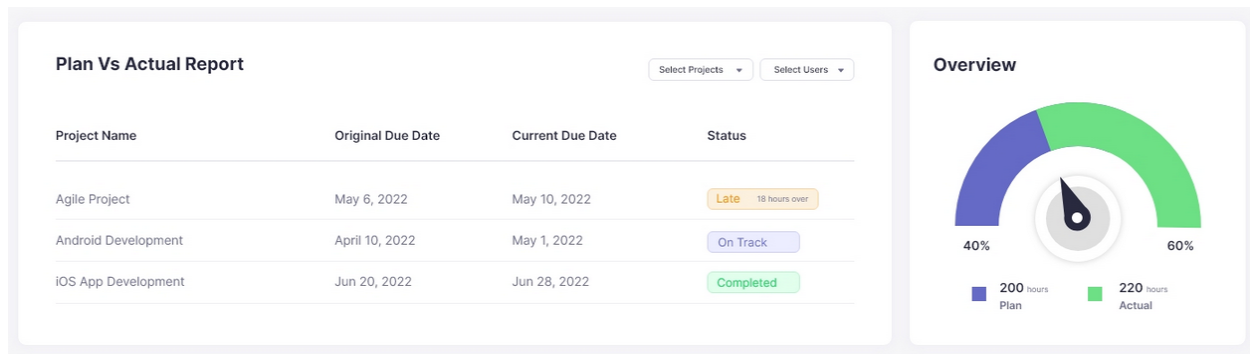 Plan Vs Actual Report
Select Projects
Select Users
Project Name Original Due Date Current Due Date Status
Agile Project May 6, 2022 May 10, 2022 Late 18 hours over
Android Development April 10, 2022 May 1, 2022 On Track
iOS App Development Jun 20, 2022 Jun 28, 2022 Completed
Overview
40% 60%
200 hours
Plan
220 hours
Actual